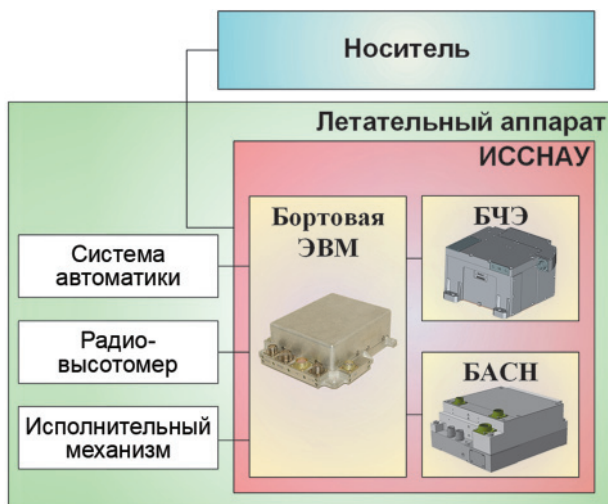 Носитель
Летательный аппарат
ИССНАУ
Бортовая
ЭВМ
БЧЭ
Система
автоматики
Радио-
высотомер
БАСН
Исполнительный
механизм